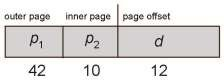 outer page inner page page offset
p1 p2 d
42 10 12